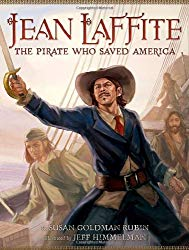 JEAN LAFFITE
THE PIRATE WHO SAVED AMERICA
SUSAN GOLDMAN RUBIN
illustrated by JEFF HIMMELMAN